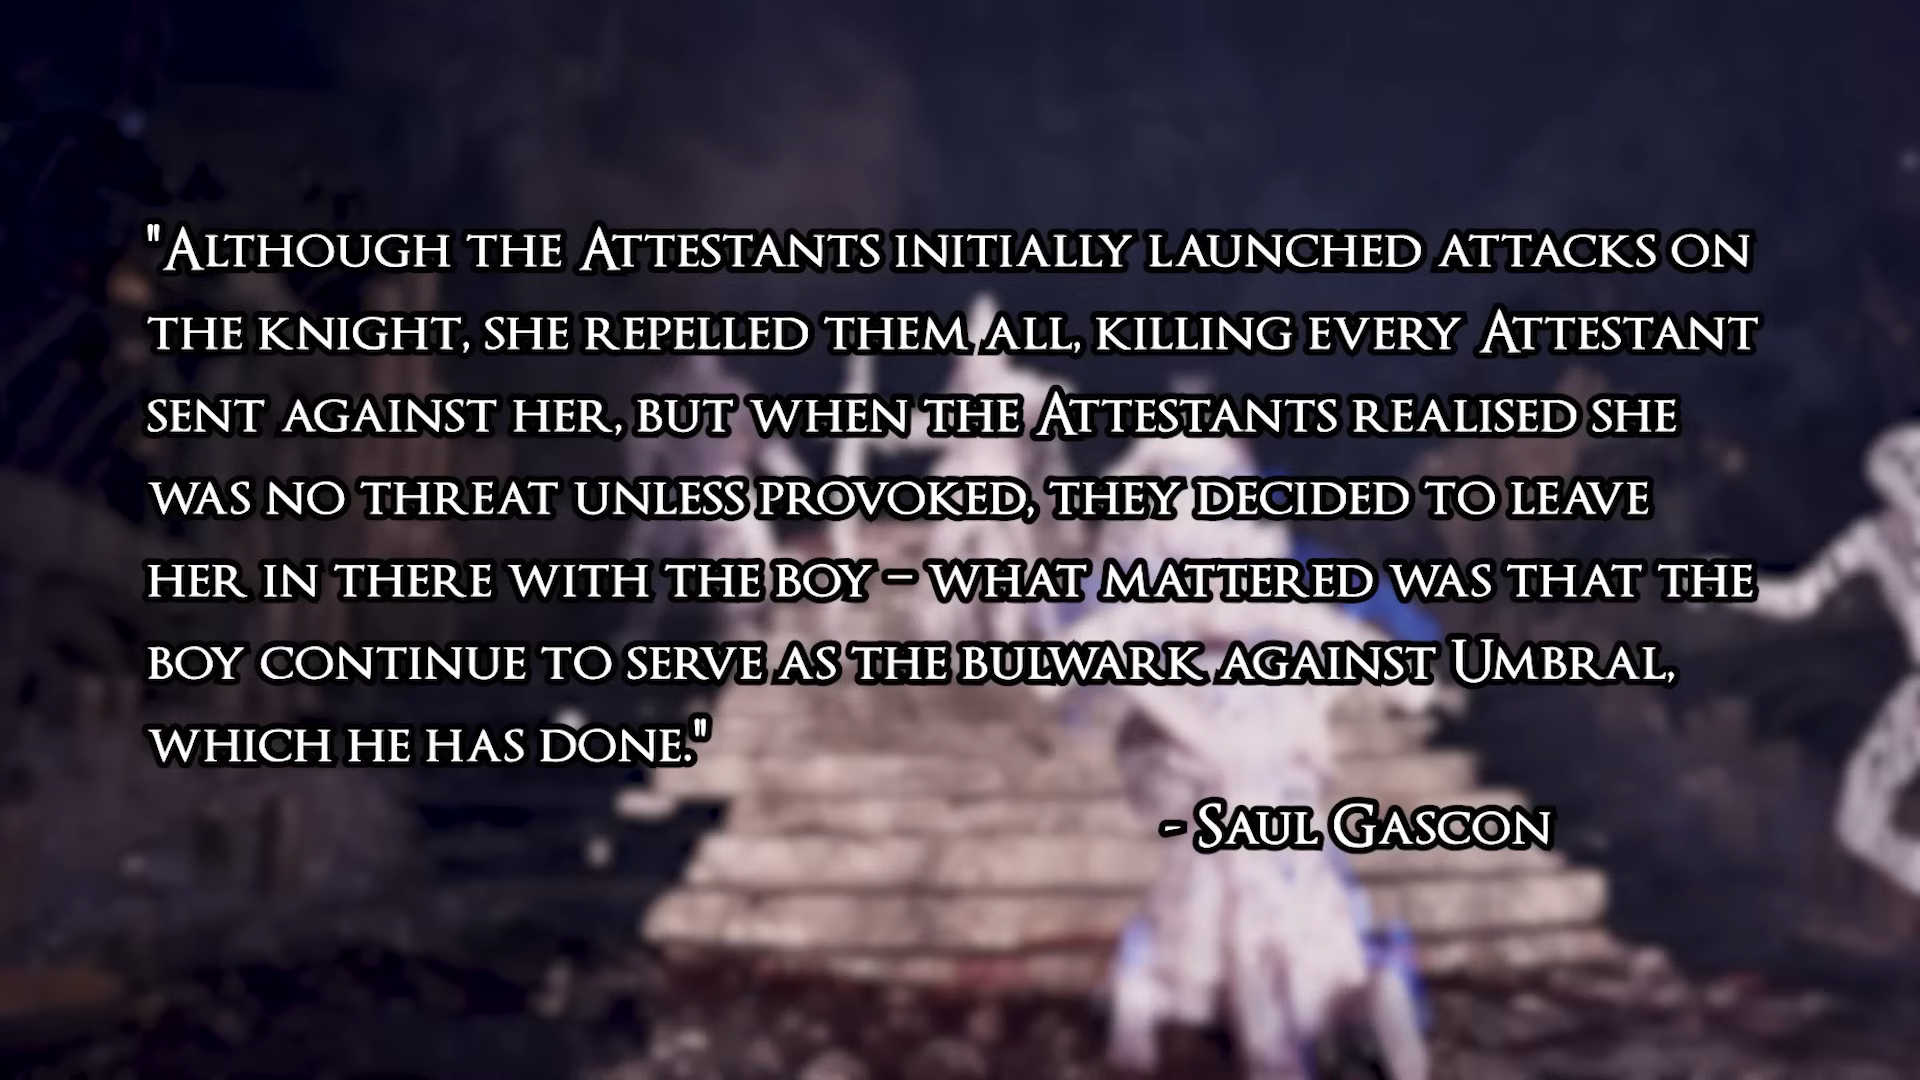 "Although the Attestants initially launched attacks on
the knight, she repelled them all, killing every Attestant
sent against her, but when the Attestants realised she
was no threat unless provoked, they decided to leave
her in there with the boy – what mattered was that the
boy continue to serve as the bulwark against Umbral,
which he has done."
- Saul Gascon